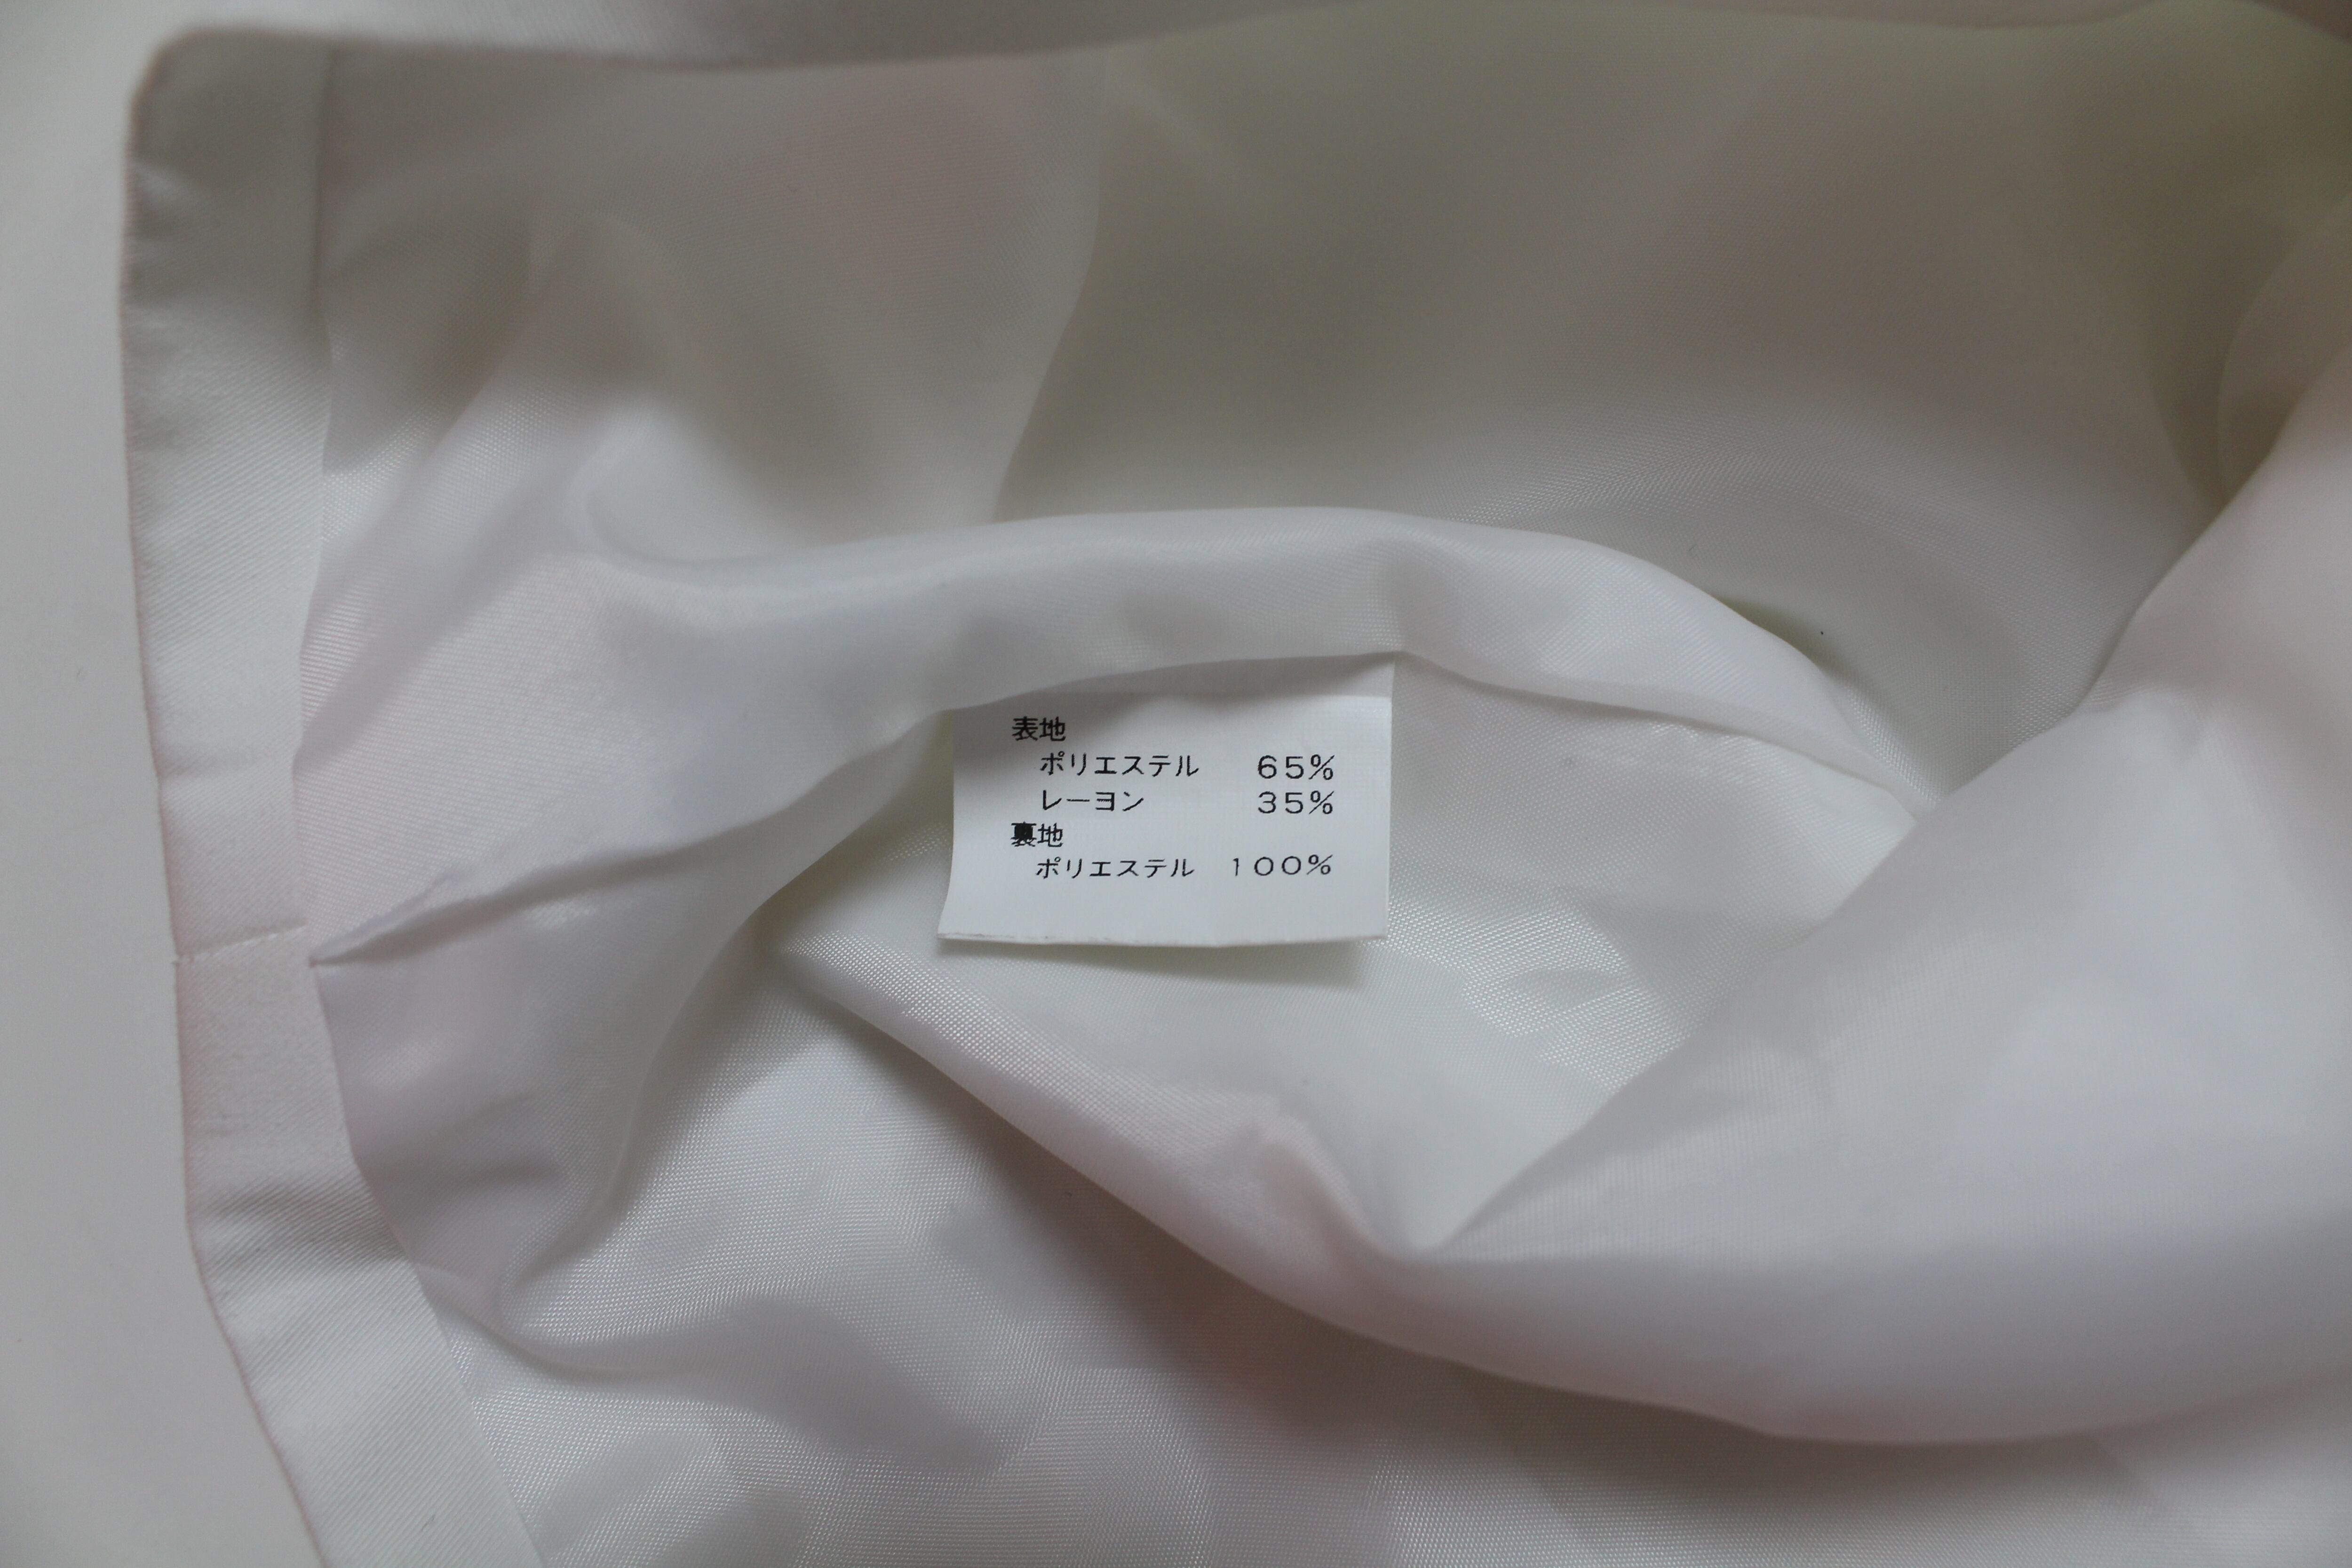 表地
ポリエステル 65%
レーヨン 35%
裏地
ポリエステル 100%